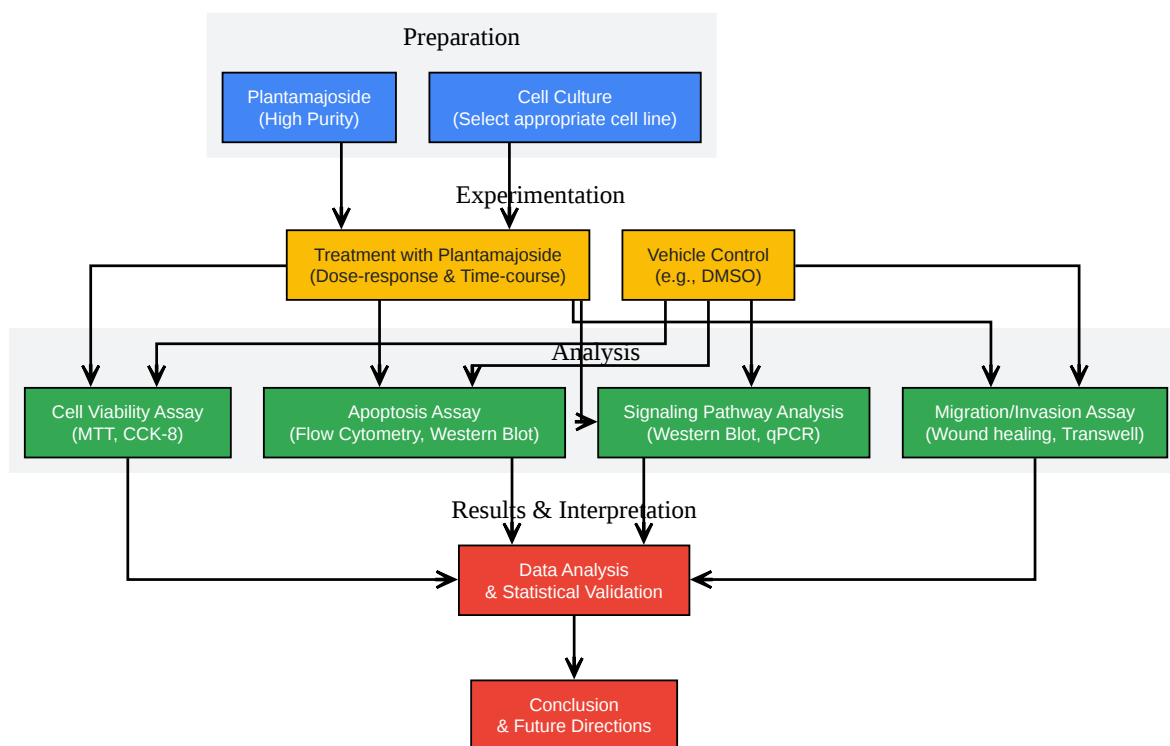 Preparation
Plantamajoside
(High Purity)
Cell Culture
(Select appropriate cell line)
Experimentation
Treatment with Plantamajoside
(Dose-response & Time-course)
Vehicle Control
(e.g., DMSO)
Analysis
Cell Viability Assay
(MTT, CCK-8)
Apoptosis Assay
(Flow Cytometry, Western Blot)
Signaling Pathway Analysis
(Western Blot, qPCR)
Migration/Invasion Assay
(Wound healing, Transwell)
Results & Interpretation
Data Analysis
& Statistical Validation
Conclusion
& Future Directions